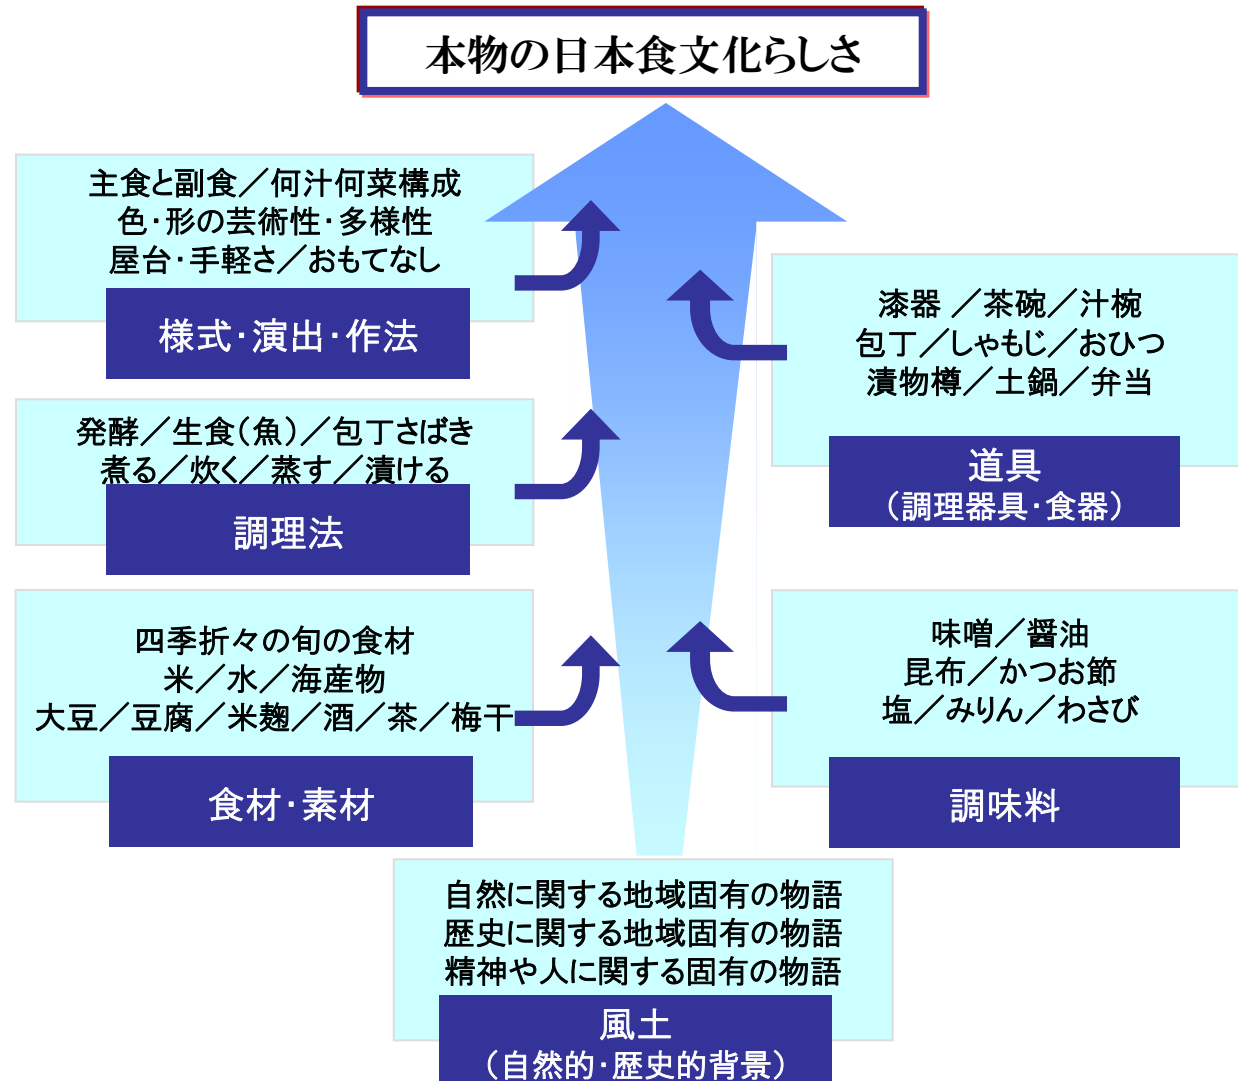 本物の日本食文化らしさ
主食と副食／何汁何菜構成
色・形の芸術性・多様性
屋台・手軽さ／おもてなし
様式・演出・作法
発酵／生食（魚）／包丁さばき
煮る／炊く／蒸す／漬ける
調理法
四季折々の旬の食材
米／水／海産物
大豆／豆腐／米麹／酒／茶／梅干
食材・素材
漆器 ／茶碗／汁椀
包丁／しゃもじ／おひつ
漬物樽／土鍋／弁当
道具
（調理器具・食器）
味噌／醤油
昆布／かつお節
塩／みりん／わさび
調味料
自然に関する地域固有の物語
歴史に関する地域固有の物語
精神や人に関する固有の物語
風土
（自然的・歴史的背景）